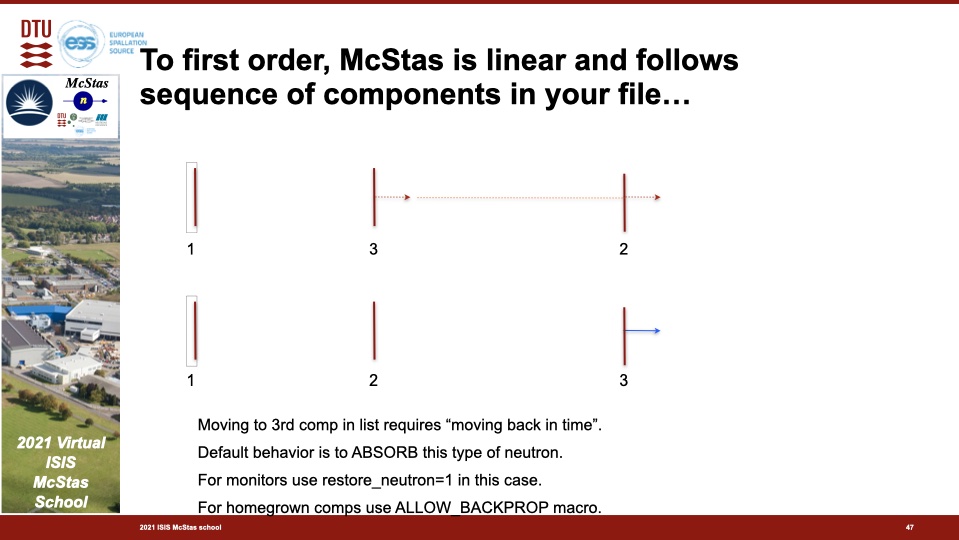 DTU
ess
EUROPEAN
SPALLATION
SOURCE
To first order, McStas is linear and follows
sequence of components in your file…
McStas
n
DTU
ess
1
3
2
1
2
3
Moving to 3rd comp in list requires “moving back in time”.
Default behavior is to ABSORB this type of neutron.
For monitors use restore_neutron=1 in this case.
For homegrown comps use ALLOW_BACKPROP macro.
2021 Virtual
ISIS
McStas
School
2021 ISIS McStas school
47